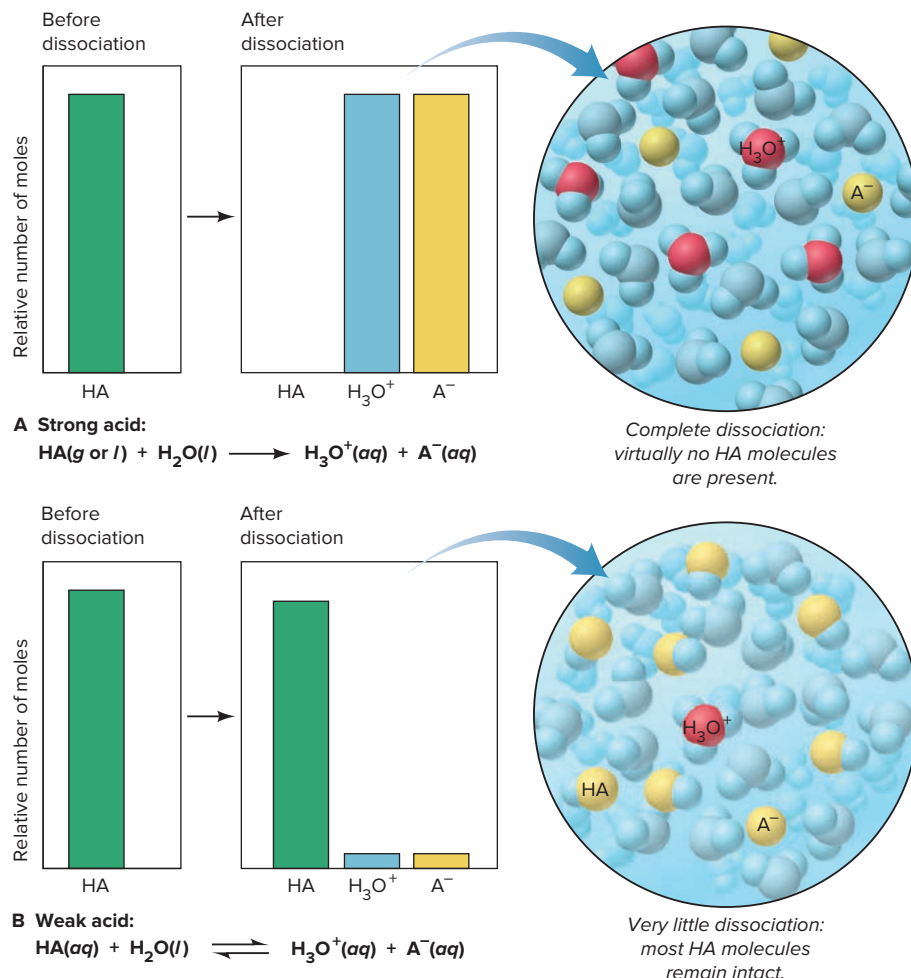 Before
dissociation
After
dissociation
Relative number of moles
HA
HA
H₃O⁺
A⁻
H₃O⁺
A⁻
A Strong acid:
HA(g or l) + H₂O(l) ⟶ H₃O⁺(aq) + A⁻(aq)
Complete dissociation:
virtually no HA molecules
are present.
Before
dissociation
After
dissociation
Relative number of moles
HA
HA
H₃O⁺
A⁻
H₃O⁺
HA
A⁻
B Weak acid:
HA(aq) + H₂O(l) ⇌ H₃O⁺(aq) + A⁻(aq)
Very little dissociation:
most HA molecules
remain intact.